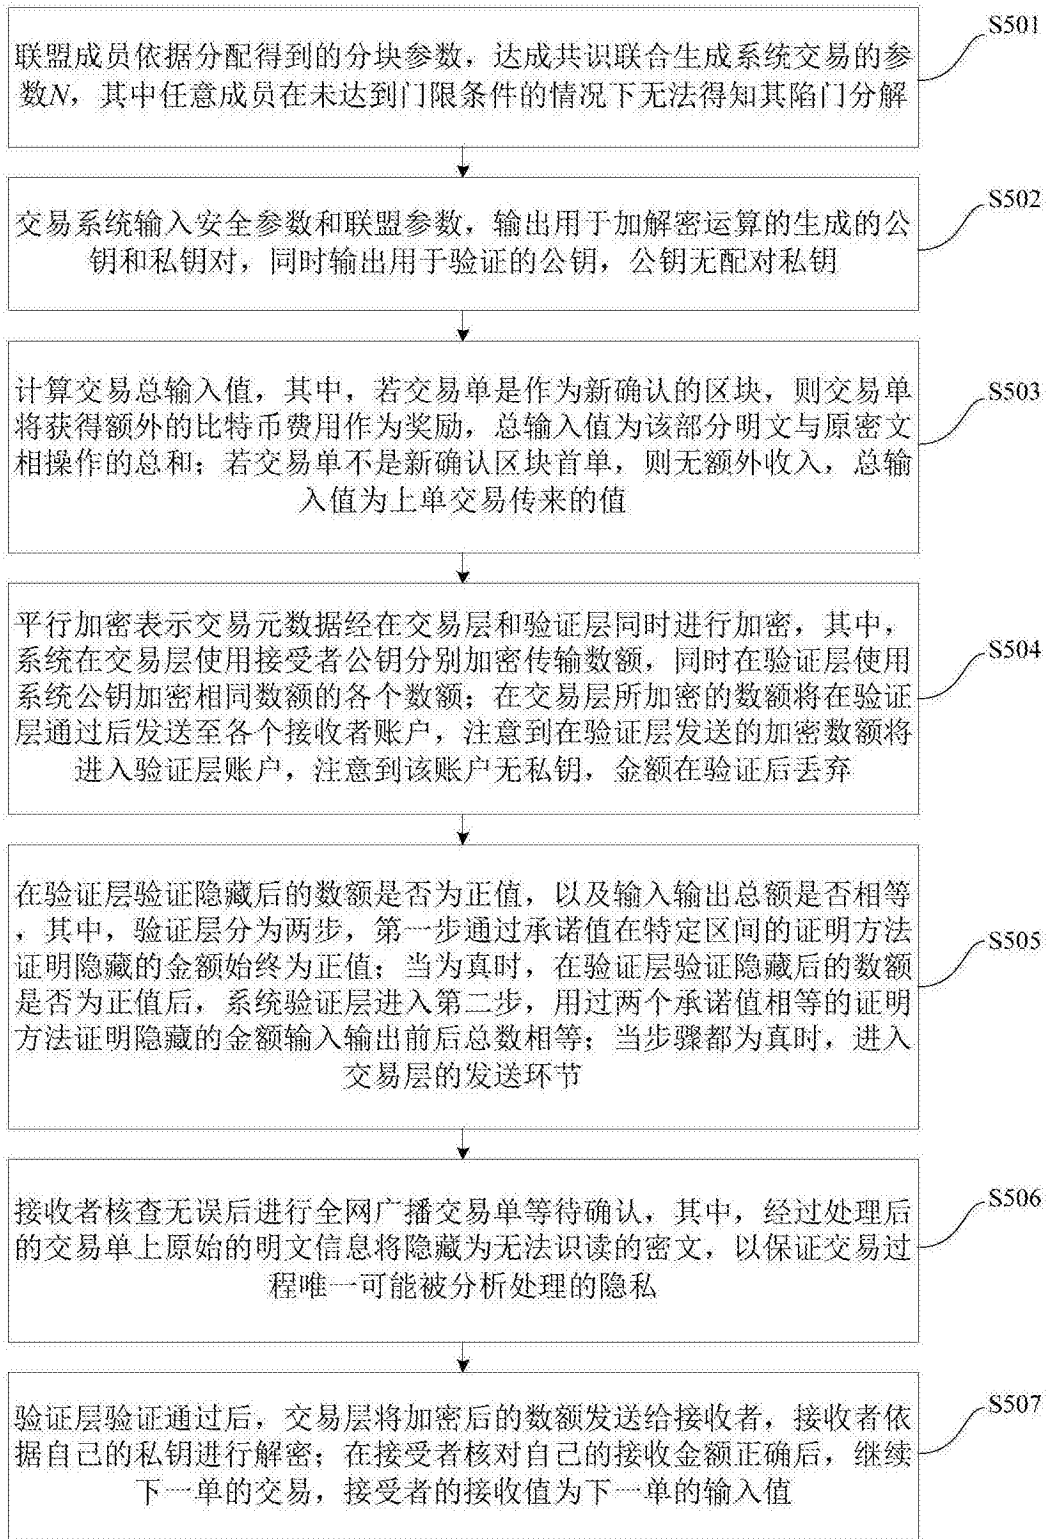 S501
联盟成员依据分配得到的分块参数，达成共识联合生成系统交易的参
数N，其中任意成员在未达到门限条件的情况下无法得知其陷门分解
S502
交易系统输入安全参数和联盟参数，输出用于加解密运算的生成的公
钥和私钥对，同时输出用于验证的公钥，公钥无配对私钥
S503
计算交易总输入值，其中，若交易单是作为新确认的区块，则交易单
将获得额外的比特币费用作为奖励，总输入值为该部分明文与原密文
相操作的总和；若交易单不是新确认区块首单，则无额外收入，总输
入值为上单交易传来的值
S504
平行加密表示交易元数据经在交易层和验证层同时进行加密，其中，
系统在交易层使用接受者公钥分别加密传输数额，同时在验证层使用
系统公钥加密相同数额的各个数额；在交易层所加密的数额将在验证
层通过后发送至各个接收者账户，注意到在验证层发送的加密数额将
进入验证层账户，注意到该账户无私钥，金额在验证后丢弃
S505
在验证层验证隐藏后的数额是否为正值，以及输入输出总额是否相等
，其中，验证层分为两步，第一步通过承诺值在特定区间的证明方法
证明隐藏的金额始终为正值；当为真时，在验证层验证隐藏后的数额
是否为正值后，系统验证层进入第二步，用过两个承诺值相等的证明
方法证明隐藏的金额输入输出前后总数相等；当步骤都为真时，进入
交易层的发送环节
S506
接收者核查无误后进行全网广播交易单等待确认，其中，经过处理后
的交易单上原始的明文信息将隐藏为无法识读的密文，以保证交易过
程唯一可能被分析处理的隐私
S507
验证层验证通过后，交易层将加密后的数额发送给接收者，接收者依
据自己的私钥进行解密；在接受者核对自己的接收金额正确后，继续
下一单的交易，接受者的接收值为下一单的输入值